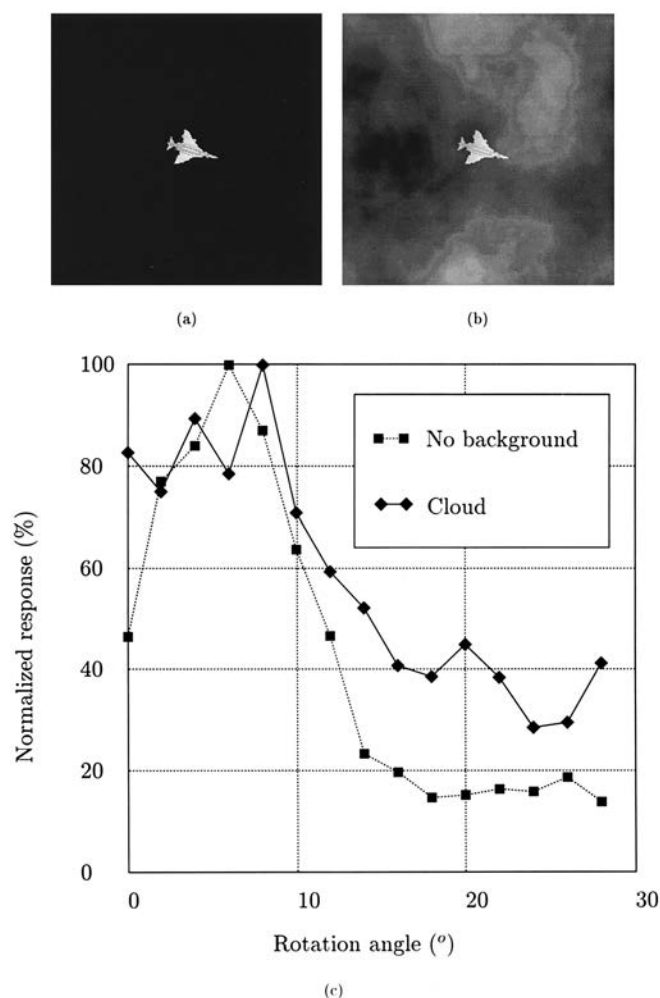 (a)
(b)
100
80
60
40
20
0
Normalized response (%)
No background
Cloud
0 10 20 30
Rotation angle (o)
(c)